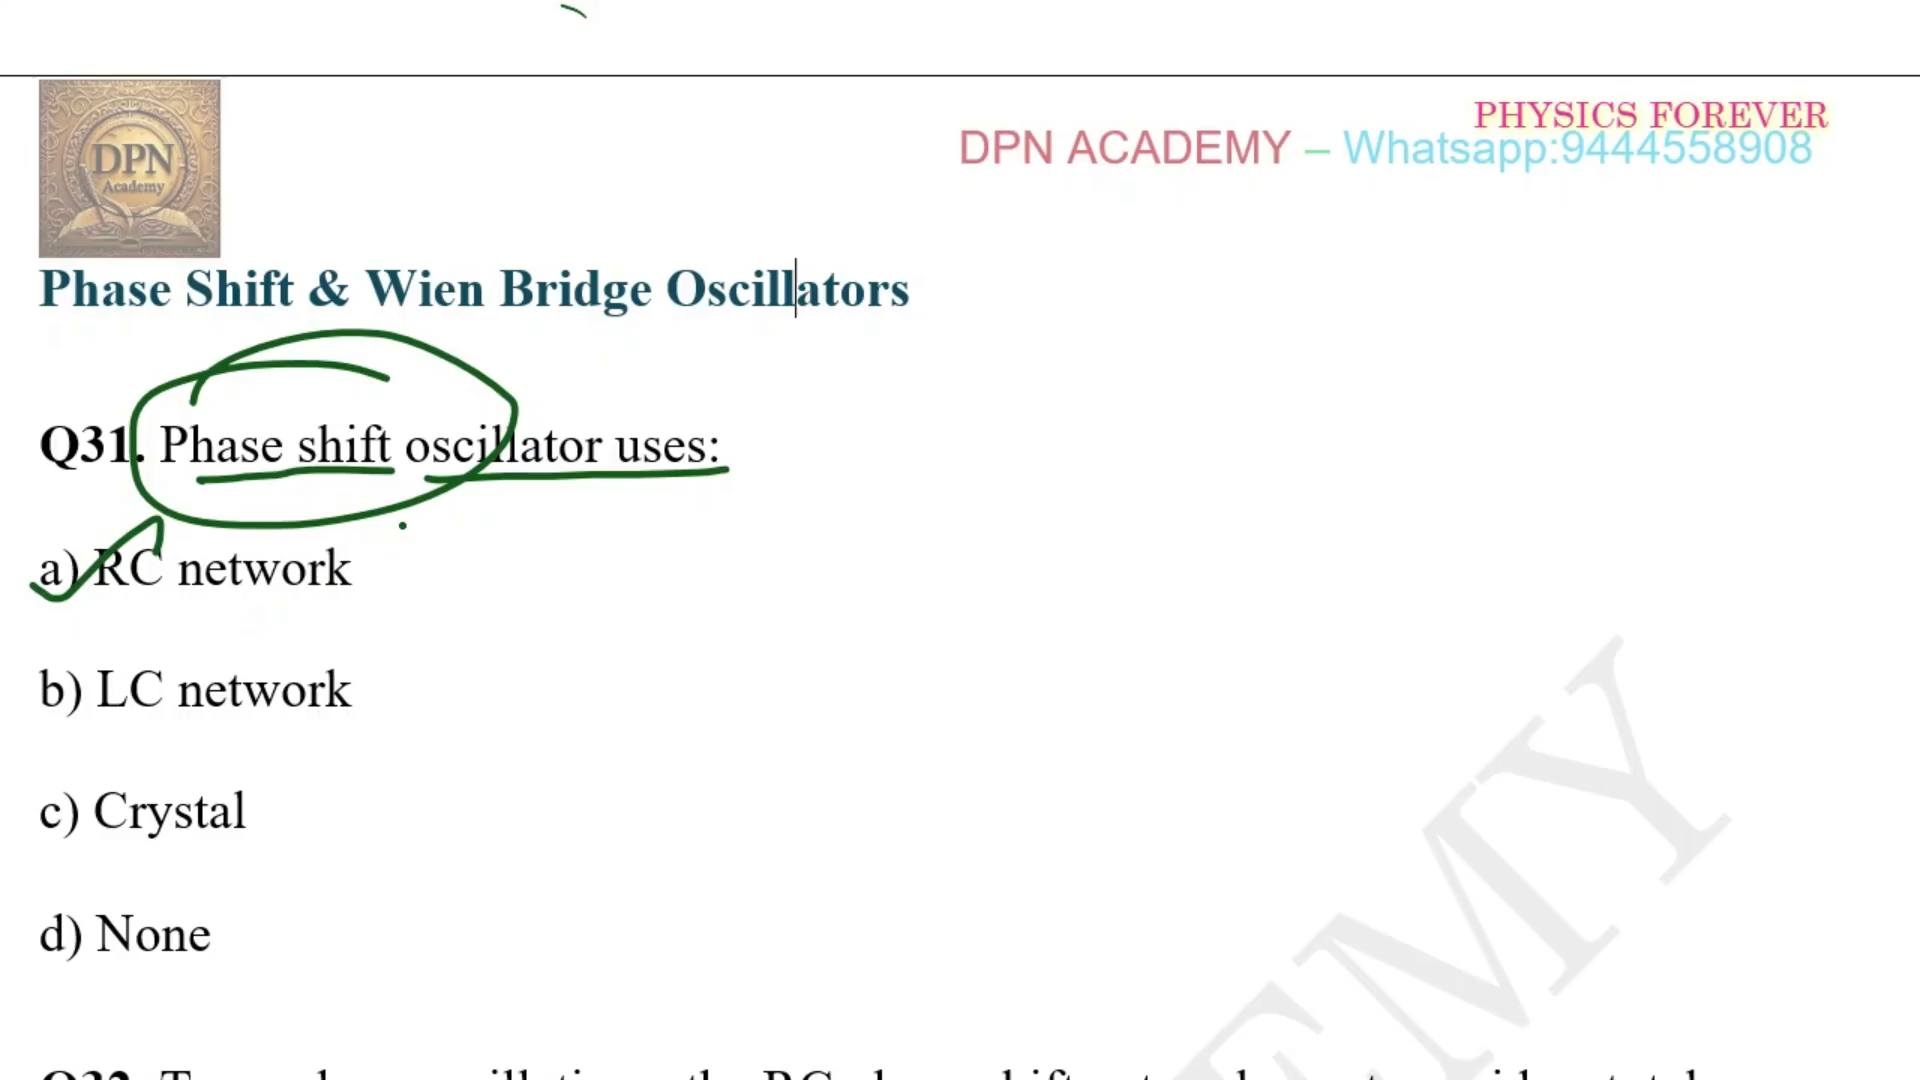 PHYSICS FOREVER
DPN ACADEMY – Whatsapp:9444558908
DPN
Academy
Phase Shift & Wien Bridge Oscillators
Q31. Phase shift oscillator uses:
a) RC network
b) LC network
c) Crystal
d) None
EMY